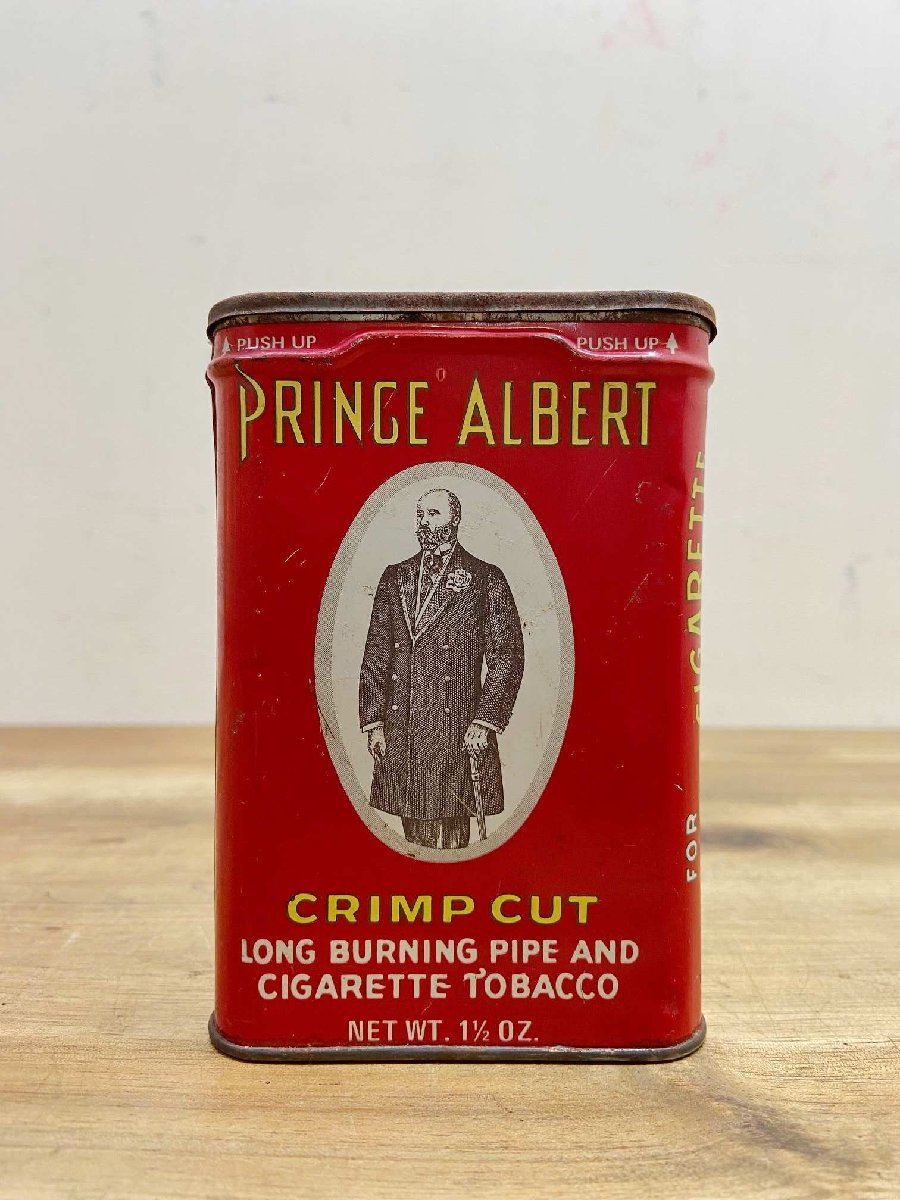 PUSH UP PUSH UP
PRINCE ALBERT
CRIMP CUT
LONG BURNING PIPE AND
CIGARETTE TOBACCO
NET WT. 1½ OZ.
FOR CIGARETTE